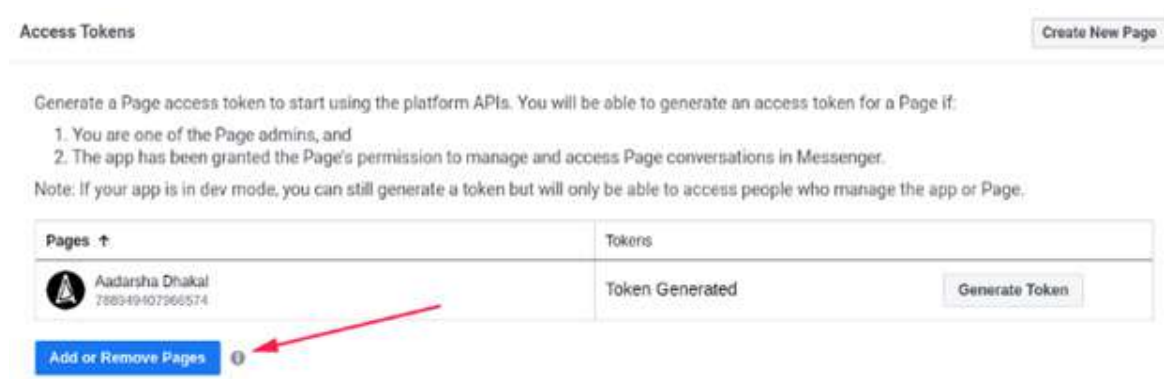 Access Tokens
Create New Page
Generate a Page access token to start using the platform APIs. You will be able to generate an access token for a Page if:
1. You are one of the Page admins, and
2. The app has been granted the Page's permission to manage and access Page conversations in Messenger.
Note: If your app is in dev mode, you can still generate a token but will only be able to access people who manage the app or Page.
Pages ↑
Tokens
Aadarsha Dhakal
Token Generated
Generate Token
Add or Remove Pages